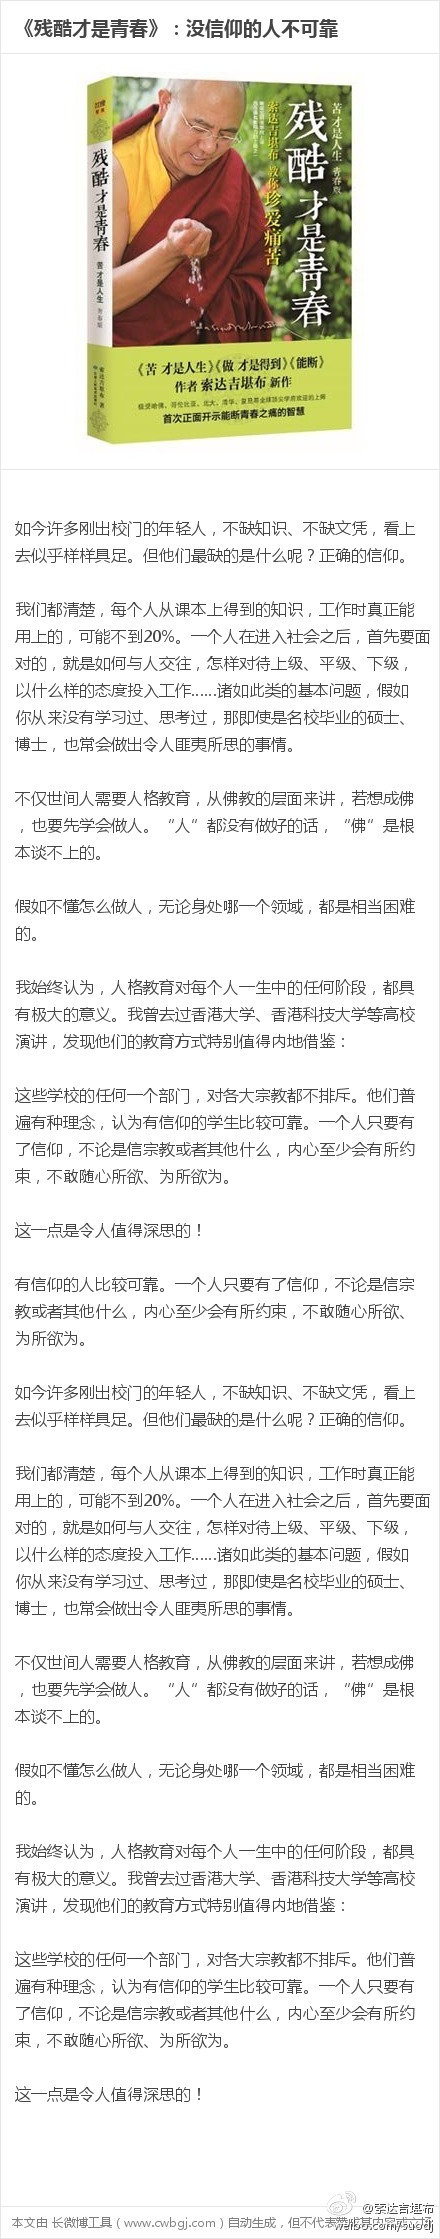 《残酷才是青春》：没信仰的人不可靠
苦才是人生 青春版
残酷才是青春
索达吉堪布 教你 珍爱痛苦
残酷才是青春
苦才是人生
青春版
索达吉堪布 著
《苦 才是人生》《做 才是得到》《能断》
作者 索达吉堪布 新作
首次正面开示能断青春之痛的智慧
如今许多刚出校门的年轻人，不缺知识、不缺文凭，看上
去似乎样样具足。但他们最缺的是什么呢？正确的信仰。
我们都清楚，每个人从课本上得到的知识，工作时真正能
用上的，可能不到20%。一个人在进入社会之后，首先要面
对的，就是如何与人交往，怎样对待上级、平级、下级，
以什么样的态度投入工作......诸如此类的基本问题，假如
你从来没有学习过、思考过，那即使是名校毕业的硕士、
博士，也常会做出令人匪夷所思的事情。
不仅世间人需要人格教育，从佛教的层面来讲，若想成佛
，也要先学会做人。“人”都没有做好的话，“佛”是根
本谈不上的。
假如不懂怎么做人，无论身处哪一个领域，都是相当困难
的。
我始终认为，人格教育对每个人一生中的任何阶段，都具
有极大的意义。我曾去过香港大学、香港科技大学等高校
演讲，发现他们的教育方式特别值得内地借鉴：
这些学校的任何一个部门，对各大宗教都不排斥。他们普
遍有种理念，认为有信仰的学生比较可靠。一个人只要有
了信仰，不论是信宗教或者其他什么，内心至少会有所约
束，不敢随心所欲、为所欲为。
这一点是令人值得深思的！
有信仰的人比较可靠。一个人只要有了信仰，不论是信宗
教或者其他什么，内心至少会有所约束，不敢随心所欲、
为所欲为。
如今许多刚出校门的年轻人，不缺知识、不缺文凭，看上
去似乎样样具足。但他们最缺的是什么呢？正确的信仰。
我们都清楚，每个人从课本上得到的知识，工作时真正能
用上的，可能不到20%。一个人在进入社会之后，首先要面
对的，就是如何与人交往，怎样对待上级、平级、下级，
以什么样的态度投入工作......诸如此类的基本问题，假如
你从来没有学习过、思考过，那即使是名校毕业的硕士、
博士，也常会做出令人匪夷所思的事情。
不仅世间人需要人格教育，从佛教的层面来讲，若想成佛
，也要先学会做人。“人”都没有做好的话，“佛”是根
本谈不上的。
假如不懂怎么做人，无论身处哪一个领域，都是相当困难
的。
我始终认为，人格教育对每个人一生中的任何阶段，都具
有极大的意义。我曾去过香港大学、香港科技大学等高校
演讲，发现他们的教育方式特别值得内地借鉴：
这些学校的任何一个部门，对各大宗教都不排斥。他们普
遍有种理念，认为有信仰的学生比较可靠。一个人只要有
了信仰，不论是信宗教或者其他什么，内心至少会有所约
束，不敢随心所欲、为所欲为。
这一点是令人值得深思的！
@索达吉堪布
weibo.com/suodj
本文由 长微博工具（www.cwbgj.com）自动生成，但不代表赞成其内容或立场